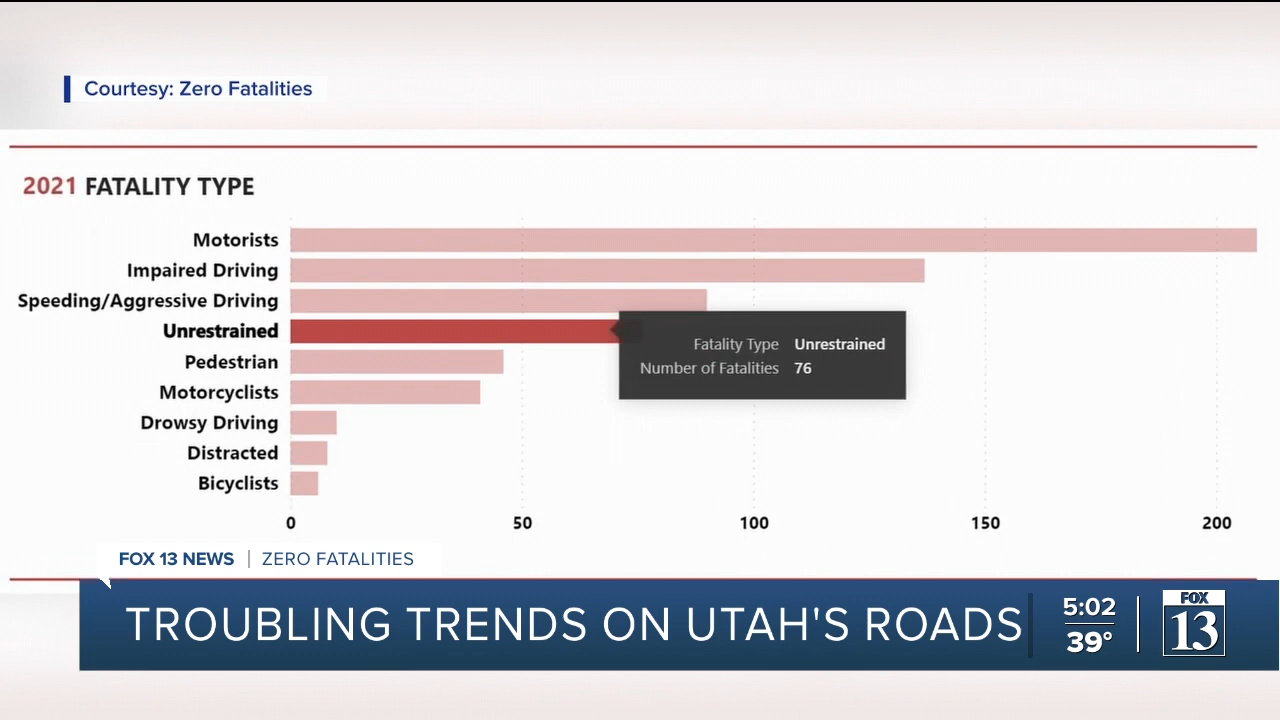 Courtesy: Zero Fatalities
2021 FATALITY TYPE
Motorists
Impaired Driving
Speeding/Aggressive Driving
Unrestrained
Fatality Type Unrestrained
Number of Fatalities 76
Pedestrian
Motorcyclists
Drowsy Driving
Distracted
Bicyclists
0 50 100 150 200
FOX 13 NEWS | ZERO FATALITIES
TROUBLING TRENDS ON UTAH'S ROADS
5:02
39°
FOX
13